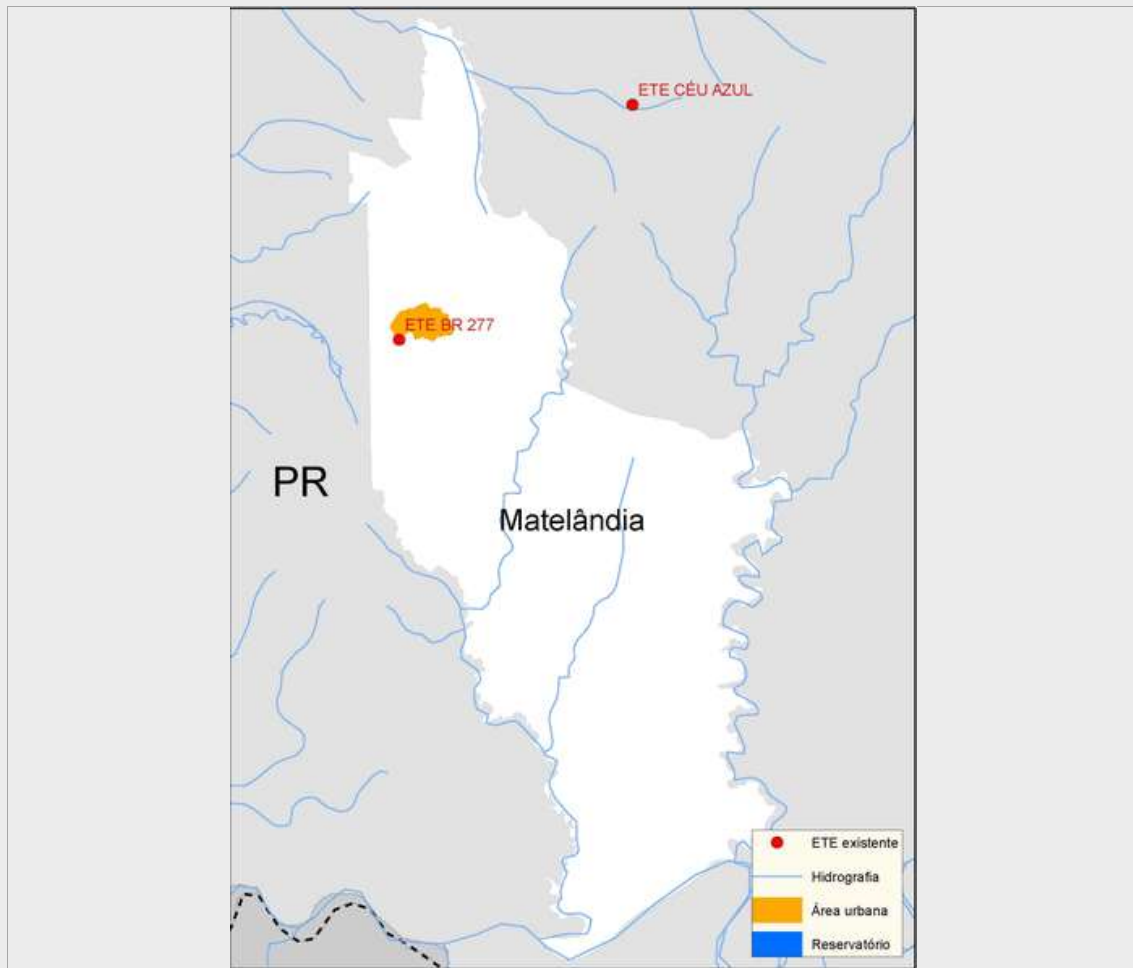 ETE CÉU AZUL
ETE BR 277
PR
Matelândia
ETE existente
Hidrografia
Área urbana
Reservatório